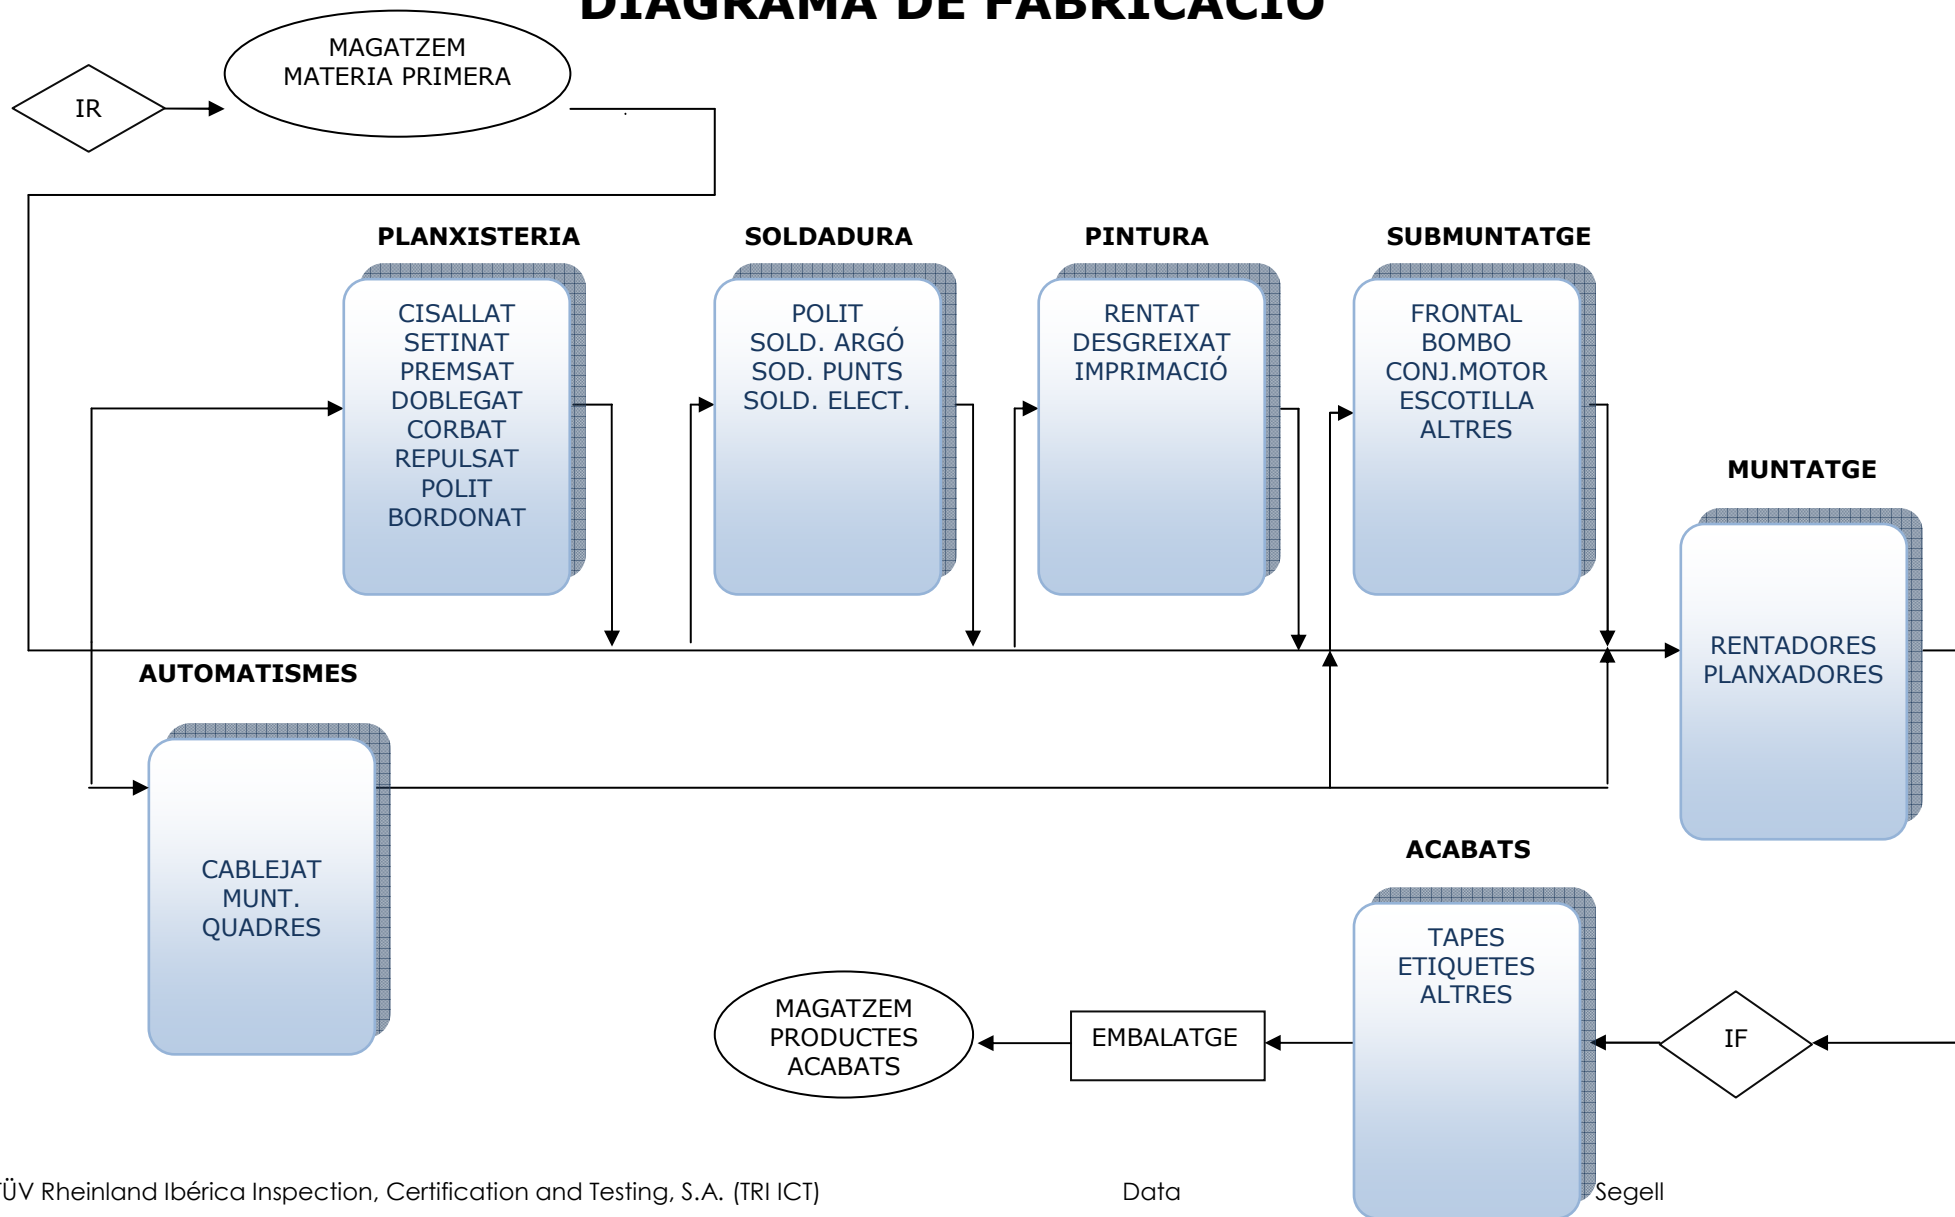 DIAGRAMA DE FABRICACIÓ
MAGATZEM
MATERIA PRIMERA
IR
PLANXISTERIA
SOLDADURA
PINTURA
SUBMUNTATGE
CISALLAT
SETINAT
PREMSAT
DOBLEGAT
CORBAT
REPULSAT
POLIT
BORDONAT
POLIT
SOLD. ARGÓ
SOD. PUNTS
SOLD. ELECT.
RENTAT
DESGREIXAT
IMPRIMACIÓ
FRONTAL
BOMBO
CONJ.MOTOR
ESCOTILLA
ALTRES
MUNTATGE
RENTADORES
PLANXADORES
AUTOMATISMES
CABLEJAT
MUNT.
QUADRES
ACABATS
TAPES
ETIQUETES
ALTRES
MAGATZEM
PRODUCTES
ACABATS
EMBALATGE
IF
TÜV Rheinland Ibérica Inspection, Certification and Testing, S.A. (TRI ICT)
Data
Segell